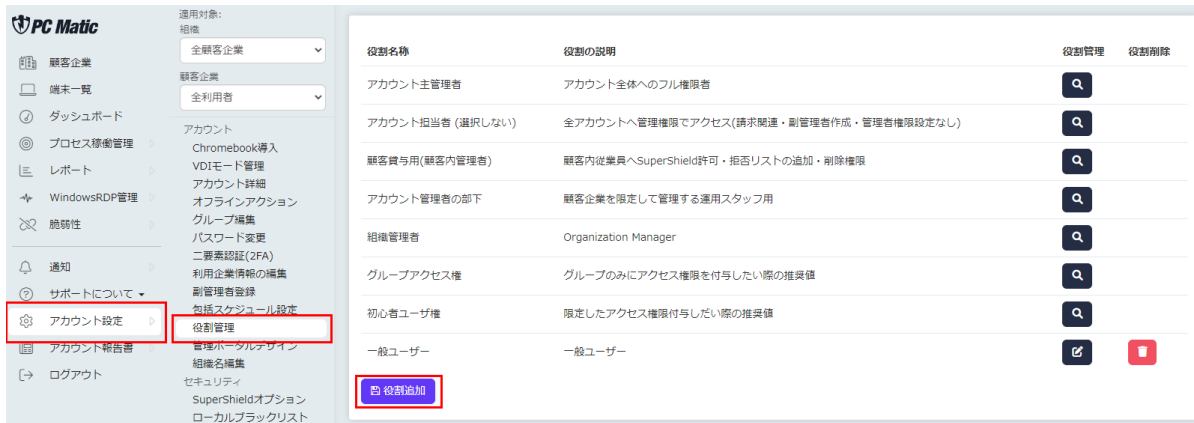 PC Matic
顧客企業
端末一覧
ダッシュボード
プロセス稼働管理
レポート
WindowsRDP管理
脆弱性
通知
サポートについて
アカウント設定
アカウント報告書
ログアウト
適用対象:
組織
全顧客企業
顧客企業
全利用者
アカウント
Chromebook導入
VDIモード管理
アカウント詳細
オフラインアクション
グループ編集
パスワード変更
二要素認証(2FA)
利用企業情報の編集
副管理者登録
包括スケジュール設定
役割管理
管理ポータルデザイン
組織名編集
セキュリティ
SuperShieldオプション
ローカルブラックリスト
役割名称 役割の説明 役割管理 役割削除
アカウント主管理者 アカウント全体へのフル権限者
アカウント担当者 (選択しない) 全アカウントへ管理権限でアクセス(請求関連・副管理者作成・管理者権限設定なし)
顧客貸与用(顧客内管理者) 顧客内従業員へSuperShield許可・拒否リストの追加・削除権限
アカウント管理者の部下 顧客企業を限定して管理する運用スタッフ用
組織管理者 Organization Manager
グループアクセス権 グループのみにアクセス権限を付与したい際の推奨値
初心者ユーザ権 限定したアクセス権限付与しだい際の推奨値
一般ユーザー 一般ユーザー
役割追加